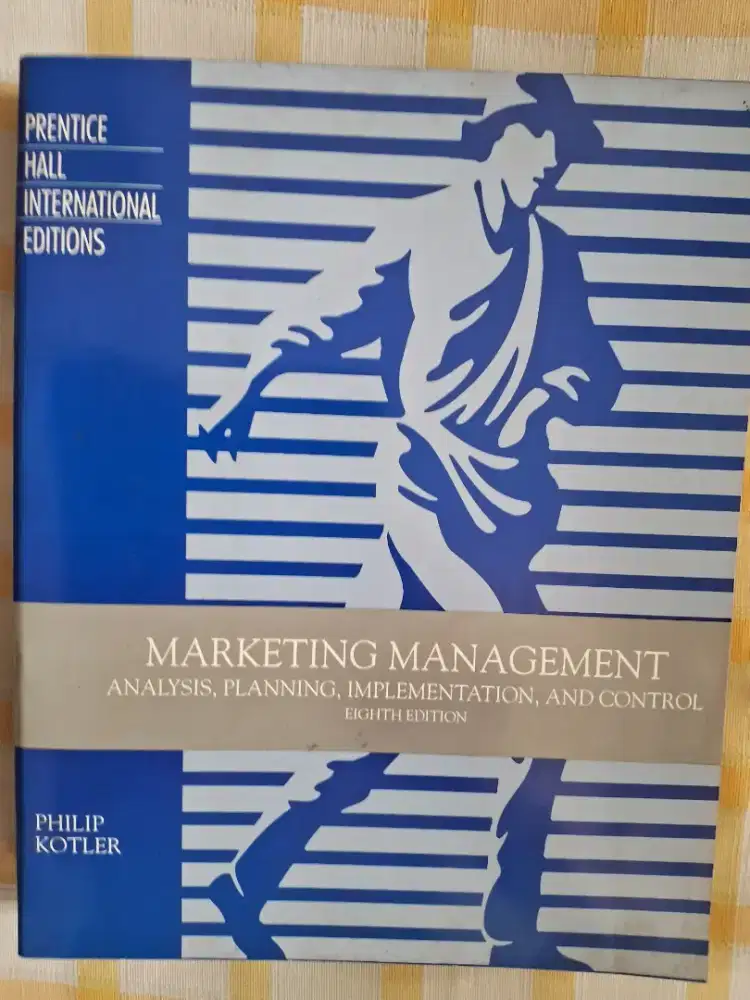 PRENTICE
HALL
INTERNATIONAL
EDITIONS
MARKETING MANAGEMENT
ANALYSIS, PLANNING, IMPLEMENTATION, AND CONTROL
EIGHTH EDITION
PHILIP
KOTLER